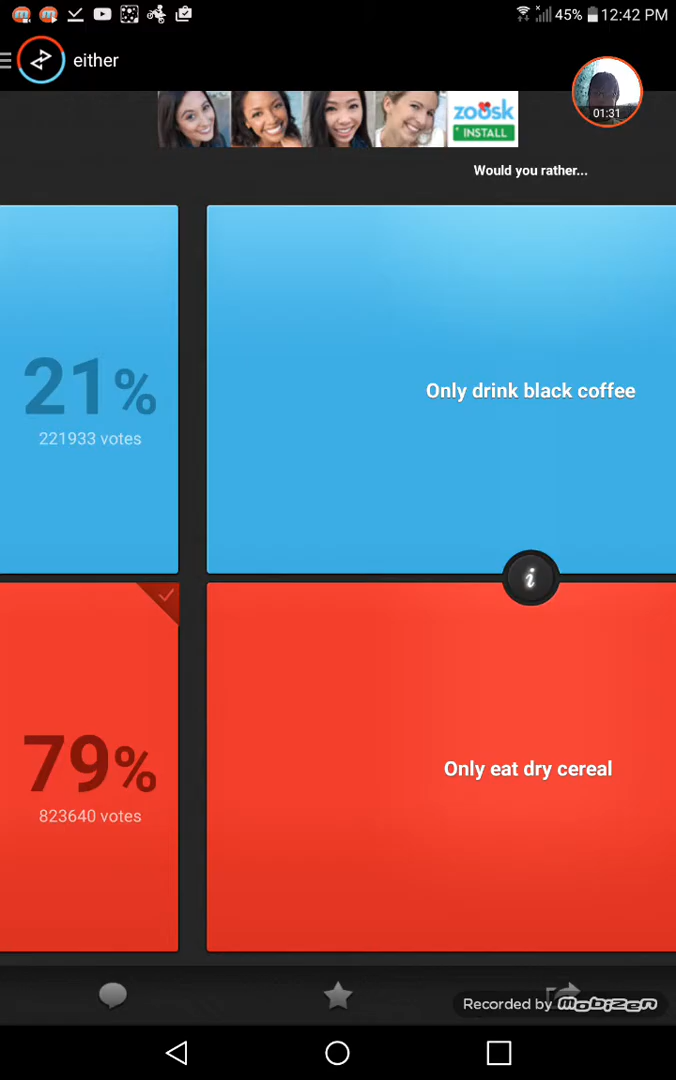 45% 12:42 PM
either
01:31
zoosk
* INSTALL
Would you rather...
21%
221933 votes
Only drink black coffee
i
79%
823640 votes
Only eat dry cereal
Recorded by mobizen